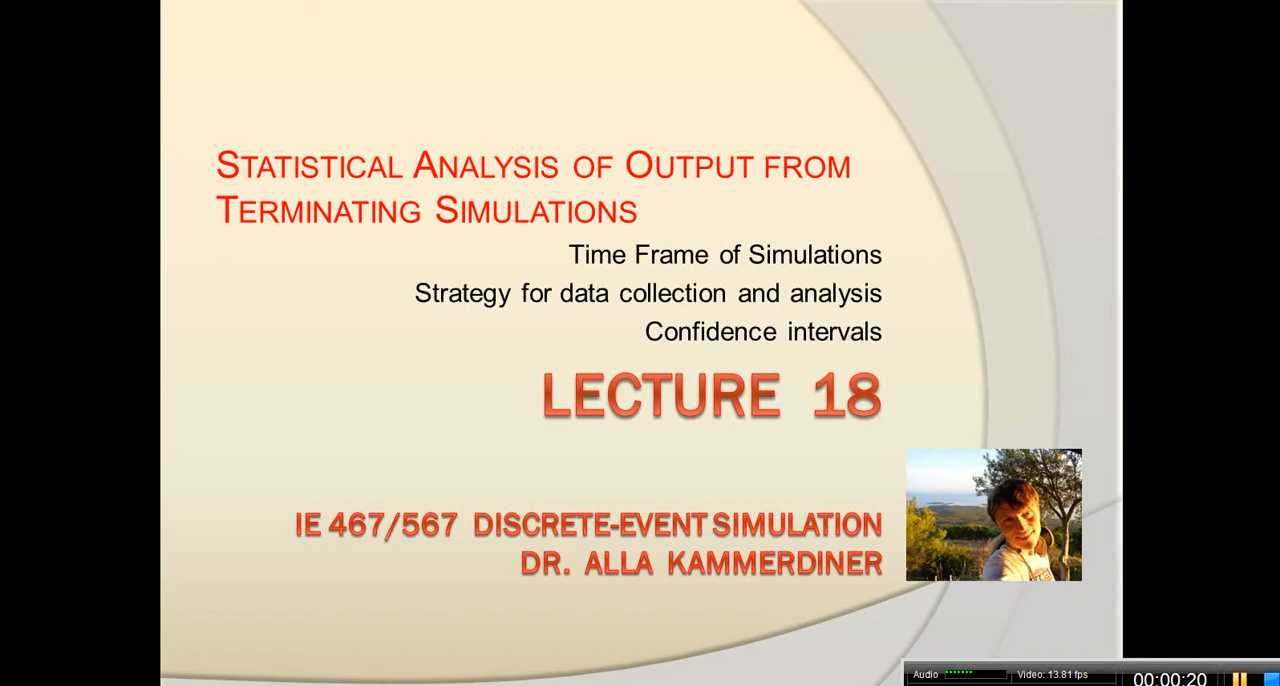 STATISTICAL ANALYSIS OF OUTPUT FROM
TERMINATING SIMULATIONS
Time Frame of Simulations
Strategy for data collection and analysis
Confidence intervals
LECTURE 18
IE 467/567 DISCRETE-EVENT SIMULATION
DR. ALLA KAMMERDINER
Audio
Video: 13.81 fps
00:00:20